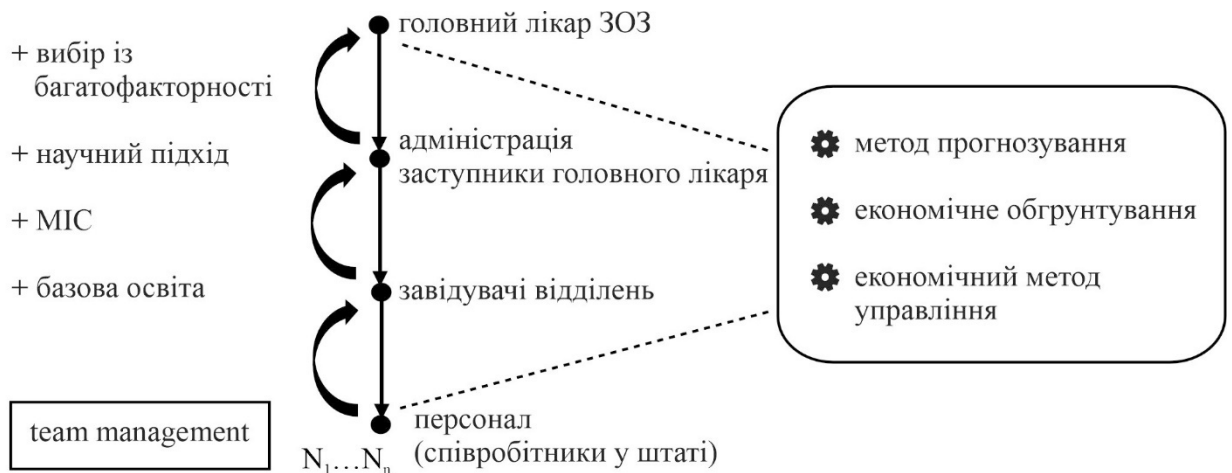 + вибір із
багатофакторності
+ научний підхід
+ МІС
+ базова освіта
team management
головний лікар ЗОЗ
адміністрація
заступники головного лікаря
завідувачі відділень
персонал
(співробітники у штаті)
N₁…Nₙ
метод прогнозування
економічне обгрунтування
економічний метод
управління